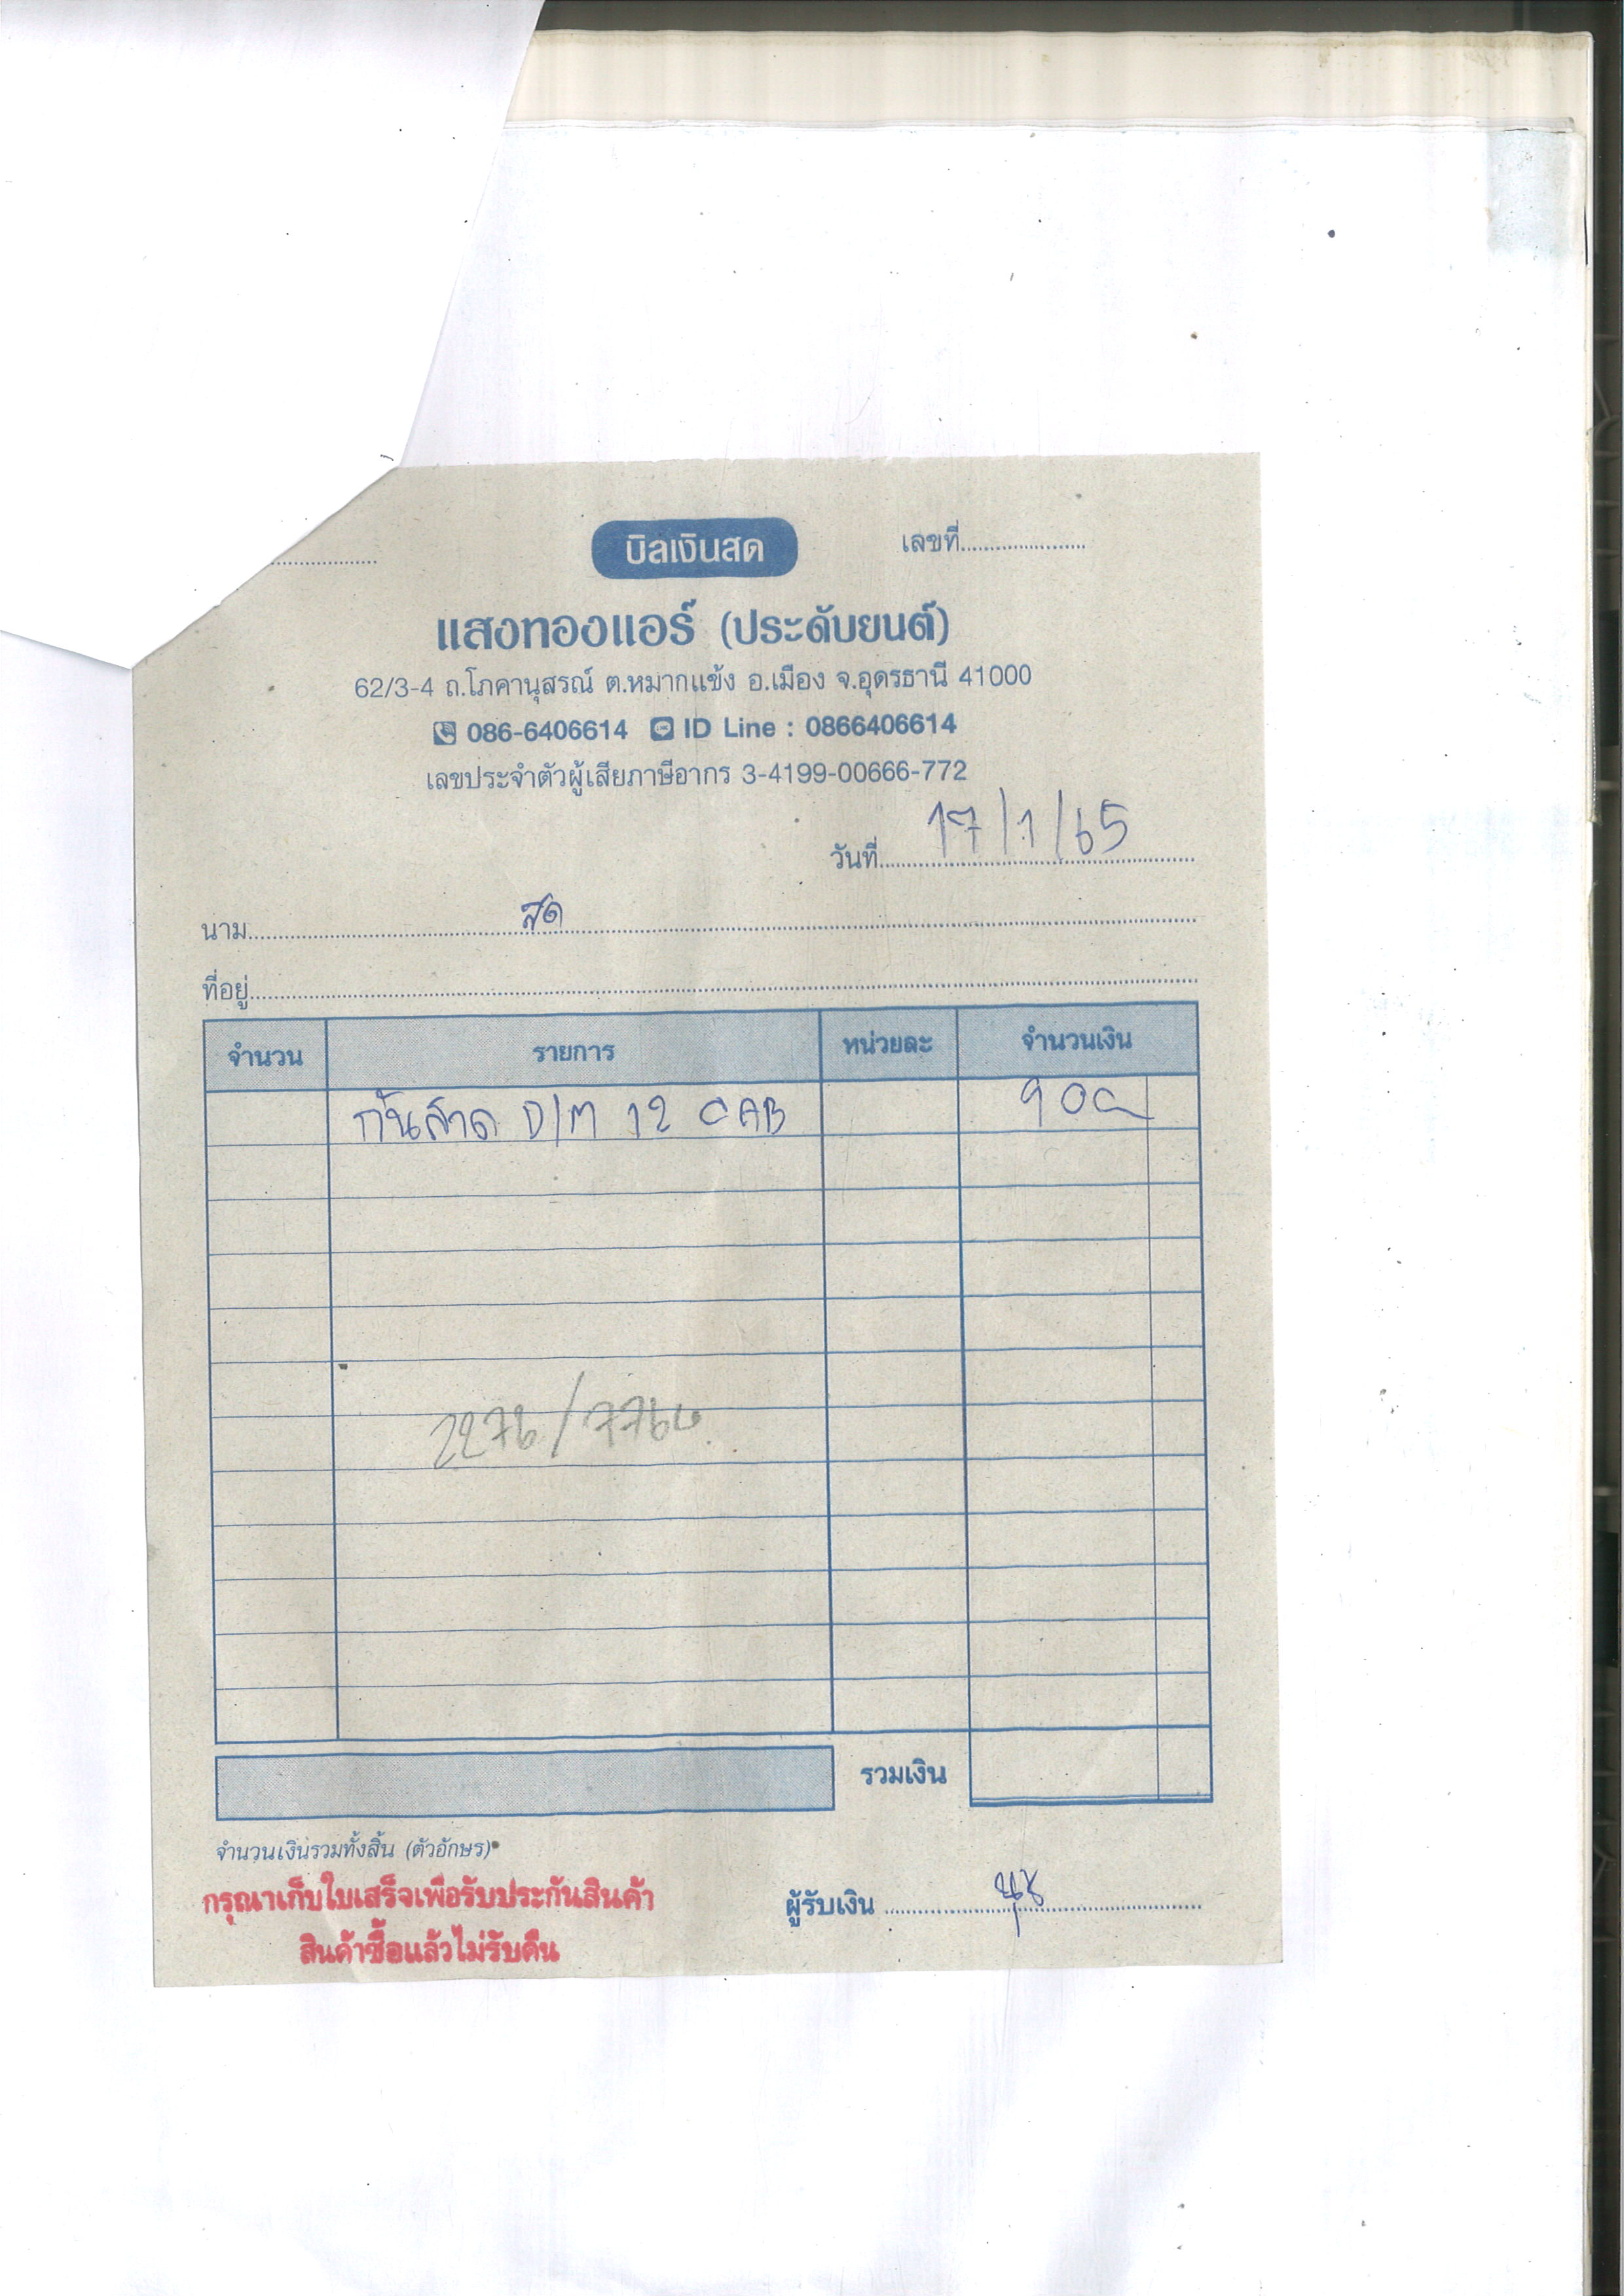 บิลเงินสด
เลขที่
แสงทองแอร์ (ประดับยนต์)
62/3-4 ถ.โภคานุสรณ์ ต.หมากแข้ง อ.เมือง จ.อุดรธานี 41000
086-6406614 ID Line : 0866406614
เลขประจำตัวผู้เสียภาษีอากร 3-4199-00666-772
วันที่ 17/1/65
นาม สด
ที่อยู่
จำนวน รายการ หน่วยละ จำนวนเงิน
กันสาด D/M 12 CAB 900
2276/7764
รวมเงิน
จำนวนเงินรวมทั้งสิ้น (ตัวอักษร)
กรุณาเก็บใบเสร็จเพื่อรับประกันสินค้า
ผู้รับเงิน
สินค้าซื้อแล้วไม่รับคืน